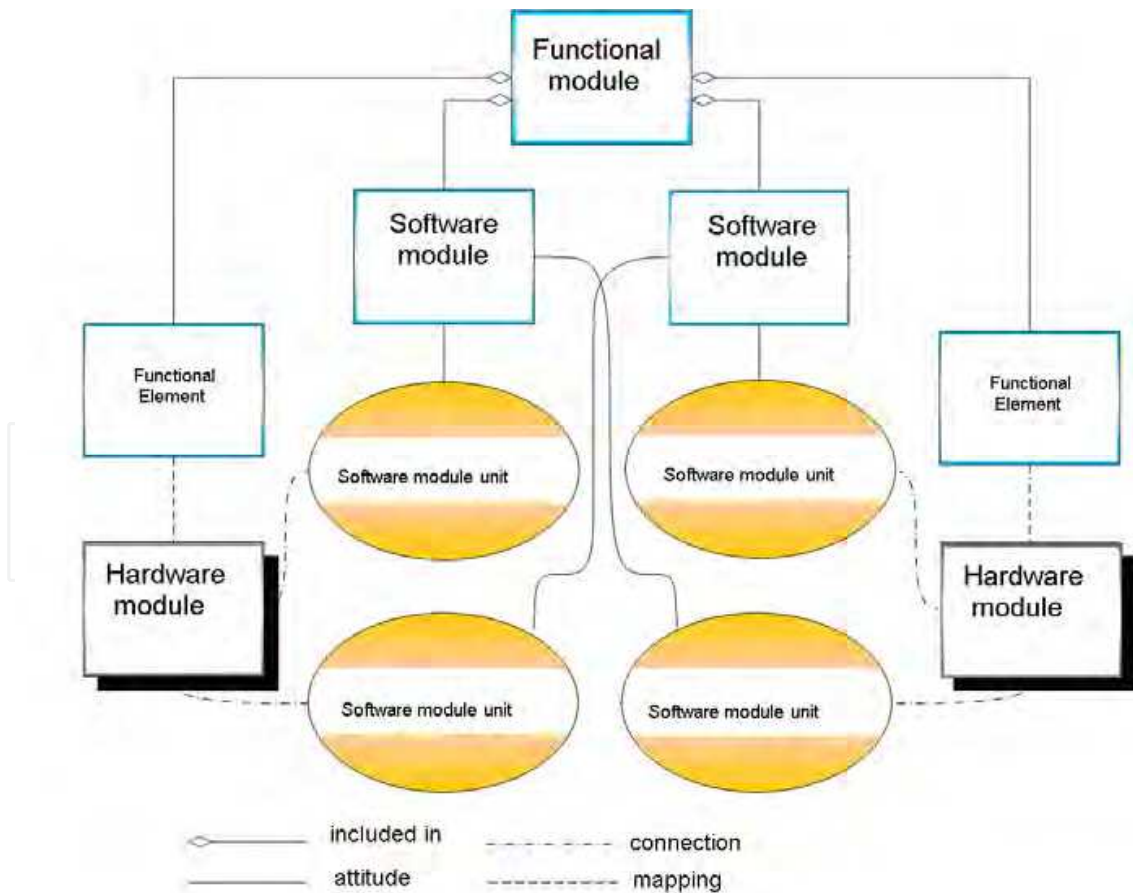 Functional
module
Software
module
Software
module
Functional
Element
Functional
Element
Software module unit
Software module unit
Hardware
module
Hardware
module
Software module unit
Software module unit
included in
connection
attitude
mapping